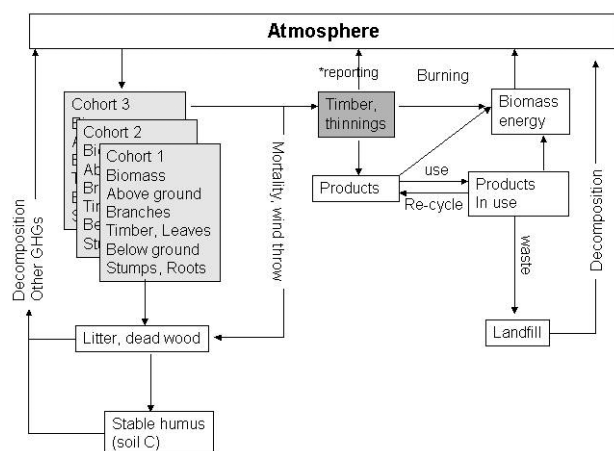 Atmosphere
*reporting
Burning
Cohort 3
Cohort 2
Cohort 1
Biomass
Above ground
Branches
Timber, Leaves
Below ground
Stumps, Roots
Timber,
thinnings
Biomass
energy
Products
use
Re-cycle
Products
In use
Mortality, wind throw
waste
Decomposition
Decomposition
Other GHGs
Litter, dead wood
Landfill
Stable humus
(soil C)